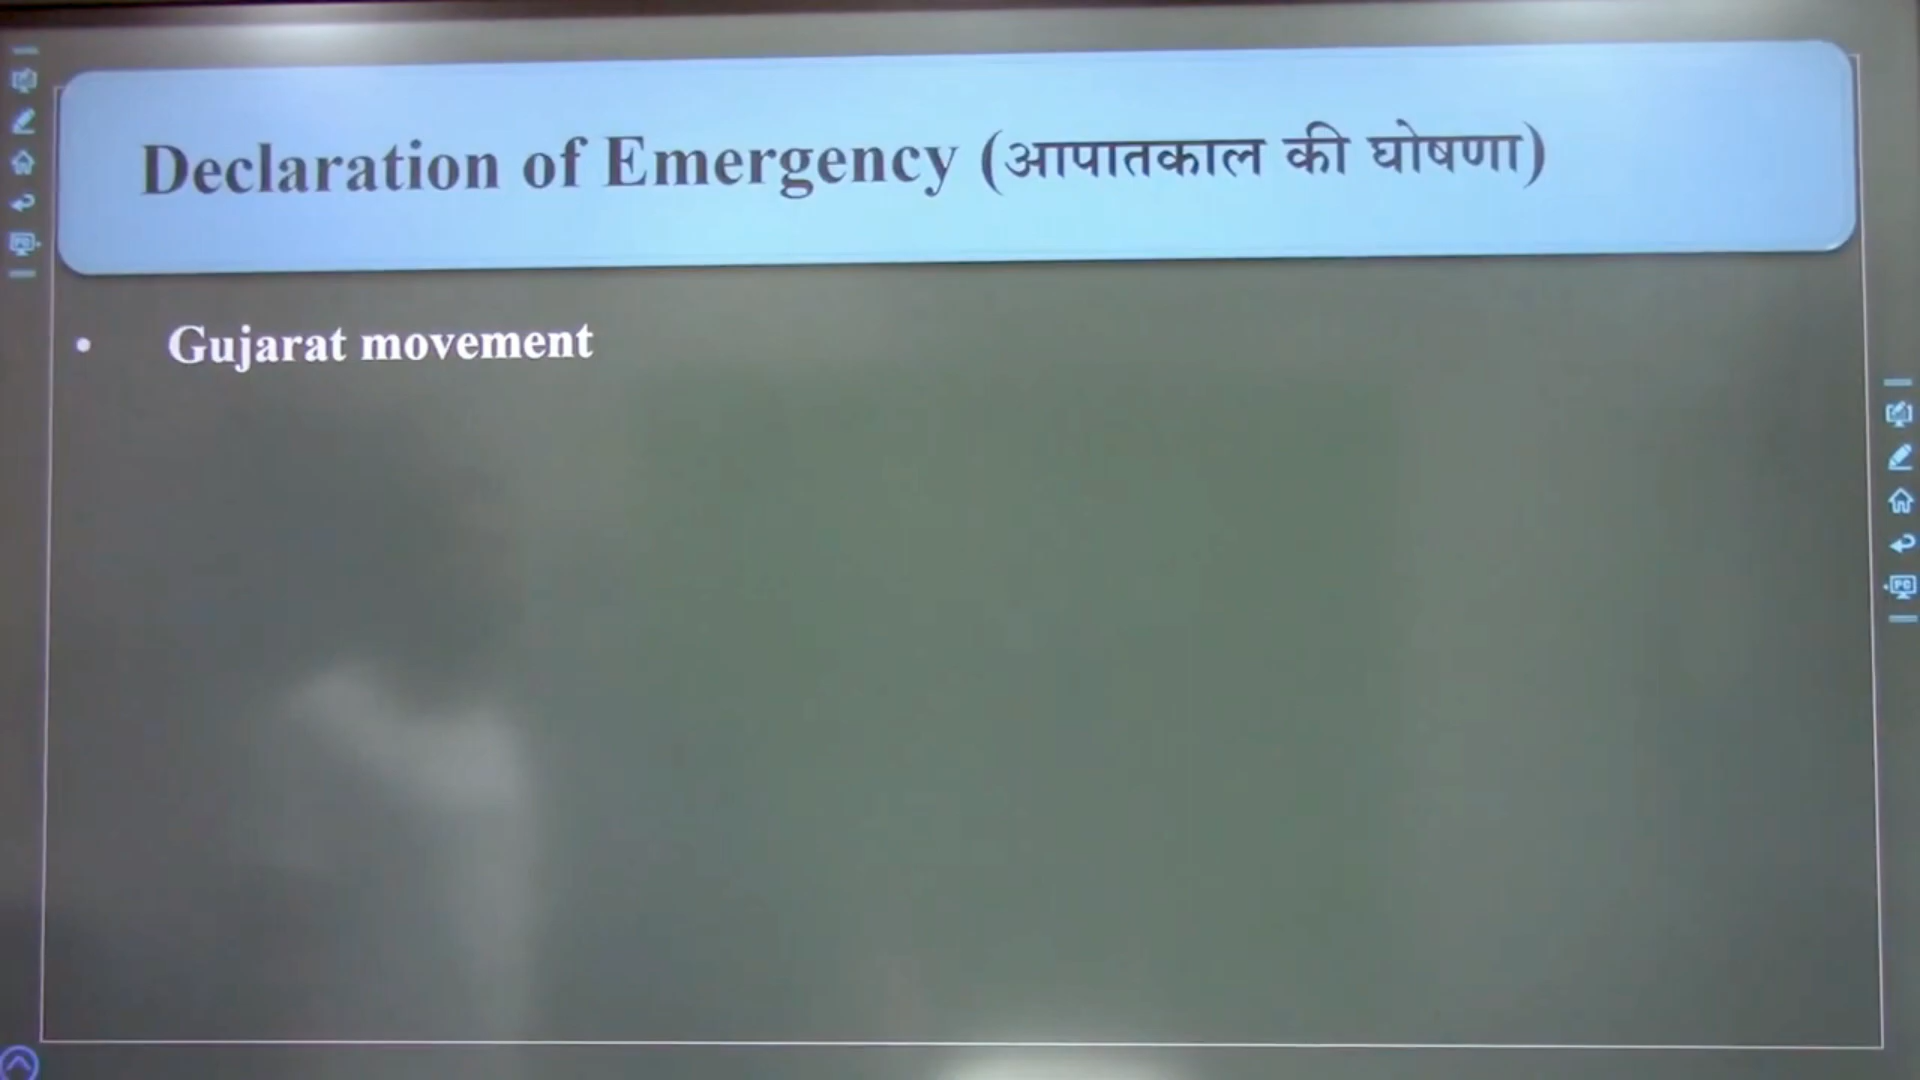 Declaration of Emergency (आपातकाल की घोषणा)
• Gujarat movement